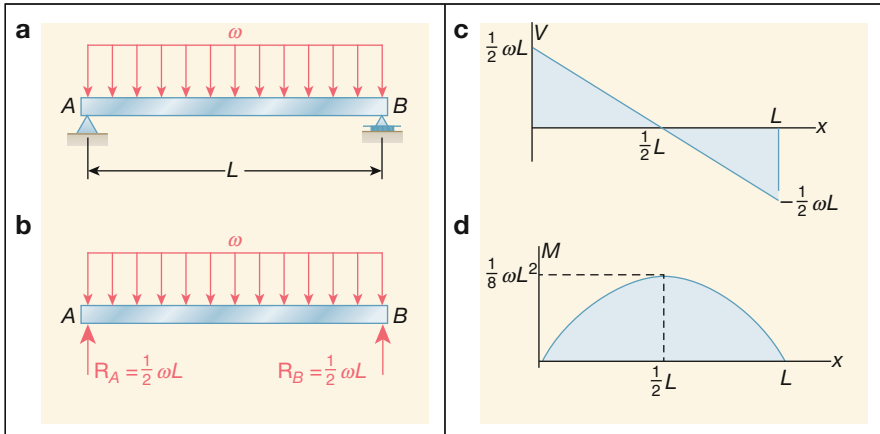 a
ω
A
B
L
b
ω
A
B
R_A = 1/2 ωL
R_B = 1/2 ωL
c
V
1/2 ωL
L
x
1/2 L
-1/2 ωL
d
M
1/8 ωL²
x
1/2 L
L